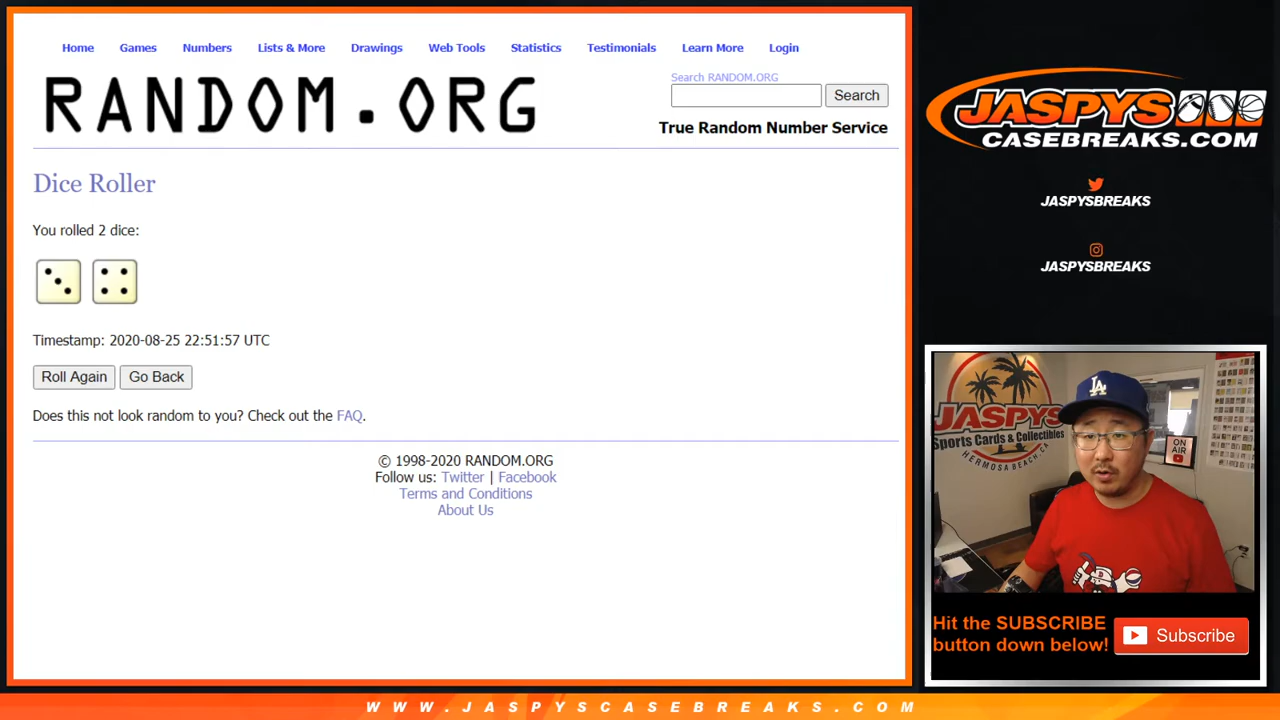 Home Games Numbers Lists & More Drawings Web Tools Statistics Testimonials Learn More Login
RANDOM.ORG
Search RANDOM.ORG
Search
True Random Number Service
Dice Roller
You rolled 2 dice:
Timestamp: 2020-08-25 22:51:57 UTC
Roll Again Go Back
Does this not look random to you? Check out the FAQ.
© 1998-2020 RANDOM.ORG
Follow us: Twitter | Facebook
Terms and Conditions
About Us
JASPYS
CASEBREAKS.COM
JASPYSBREAKS
JASPYSBREAKS
JASPYS
Sports Cards & Collectibles
HERMOSA BEACH, CA
LA
ON
AIR
Hit the SUBSCRIBE
button down below!
Subscribe
WWW.JASPYSCASEBREAKS.COM